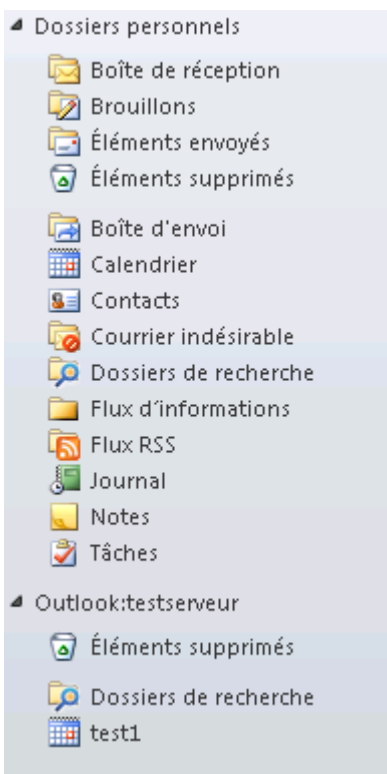 Dossiers personnels
Boîte de réception
Brouillons
Éléments envoyés
Éléments supprimés
Boîte d'envoi
Calendrier
Contacts
Courrier indésirable
Dossiers de recherche
Flux d´informations
Flux RSS
Journal
Notes
Tâches
Outlook:testserveur
Éléments supprimés
Dossiers de recherche
test1